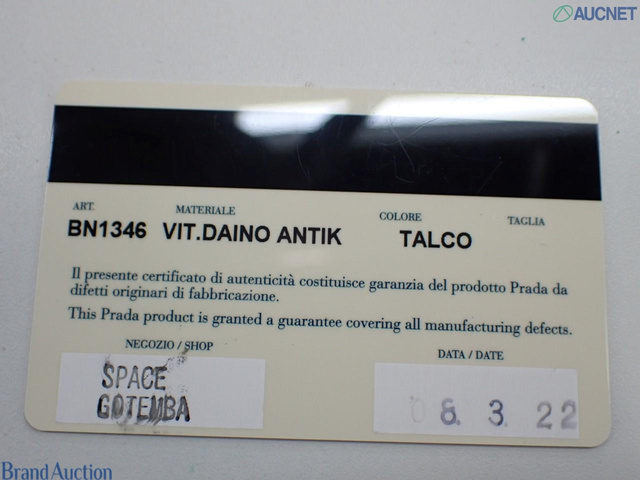 AUCNET
ART. MATERIALE COLORE TAGLIA
BN1346 VIT.DAINO ANTIK TALCO
Il presente certificato di autenticità costituisce garanzia del prodotto Prada da
difetti originari di fabbricazione.
This Prada product is granted a guarantee covering all manufacturing defects.
NEGOZIO / SHOP DATA / DATE
SPACE
GOTEMBA
08. 3. 22
Brand Auction